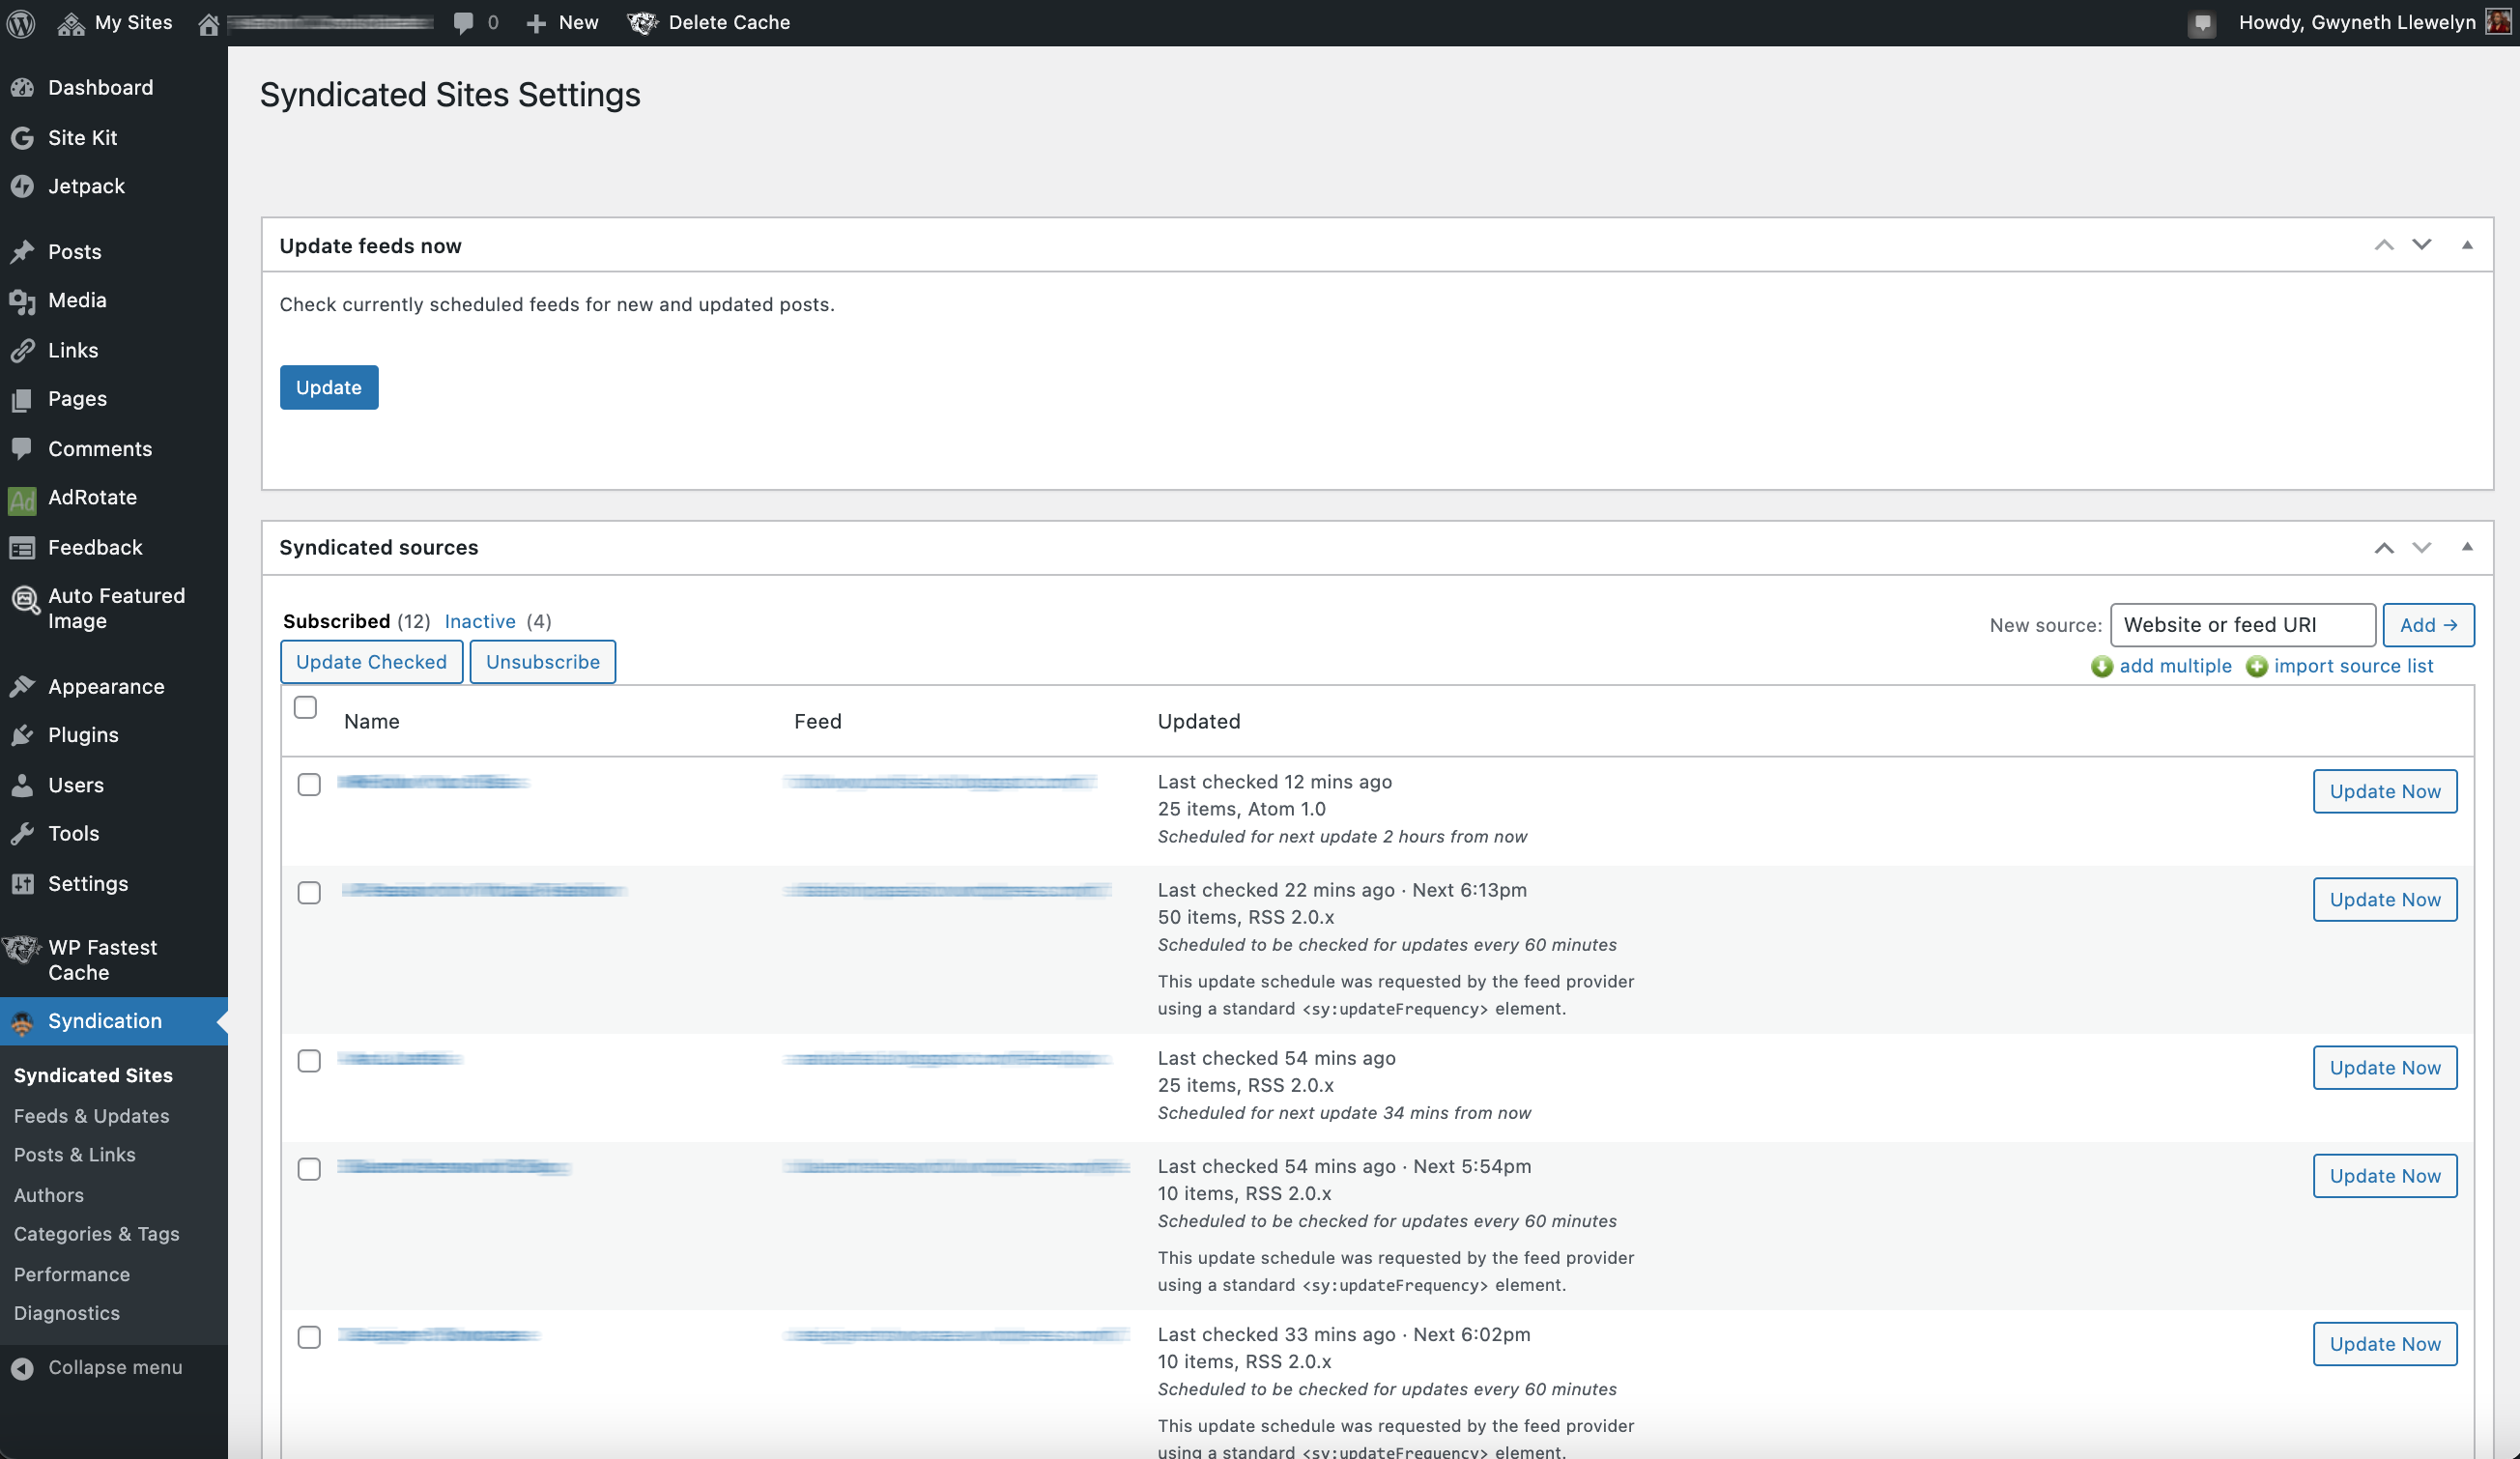 My Sites
0
New
Delete Cache
Howdy, Gwyneth Llewelyn
Dashboard
Site Kit
Jetpack
Posts
Media
Links
Pages
Comments
Ad AdRotate
Feedback
Auto Featured
Image
Appearance
Plugins
Users
Tools
Settings
WP Fastest
Cache
Syndication
Syndicated Sites
Feeds & Updates
Posts & Links
Authors
Categories & Tags
Performance
Diagnostics
Collapse menu
Syndicated Sites Settings
Update feeds now
Check currently scheduled feeds for new and updated posts.
Update
Syndicated sources
Subscribed (12) Inactive (4)
New source: Website or feed URI Add →
Update Checked Unsubscribe
add multiple import source list
Name Feed Updated
Last checked 12 mins ago
25 items, Atom 1.0
Scheduled for next update 2 hours from now
Update Now
Last checked 22 mins ago · Next 6:13pm
50 items, RSS 2.0.x
Scheduled to be checked for updates every 60 minutes
This update schedule was requested by the feed provider
using a standard <sy:updateFrequency> element.
Update Now
Last checked 54 mins ago
25 items, RSS 2.0.x
Scheduled for next update 34 mins from now
Update Now
Last checked 54 mins ago · Next 5:54pm
10 items, RSS 2.0.x
Scheduled to be checked for updates every 60 minutes
This update schedule was requested by the feed provider
using a standard <sy:updateFrequency> element.
Update Now
Last checked 33 mins ago · Next 6:02pm
10 items, RSS 2.0.x
Scheduled to be checked for updates every 60 minutes
This update schedule was requested by the feed provider
using a standard <sy:updateFrequency> element.
Update Now